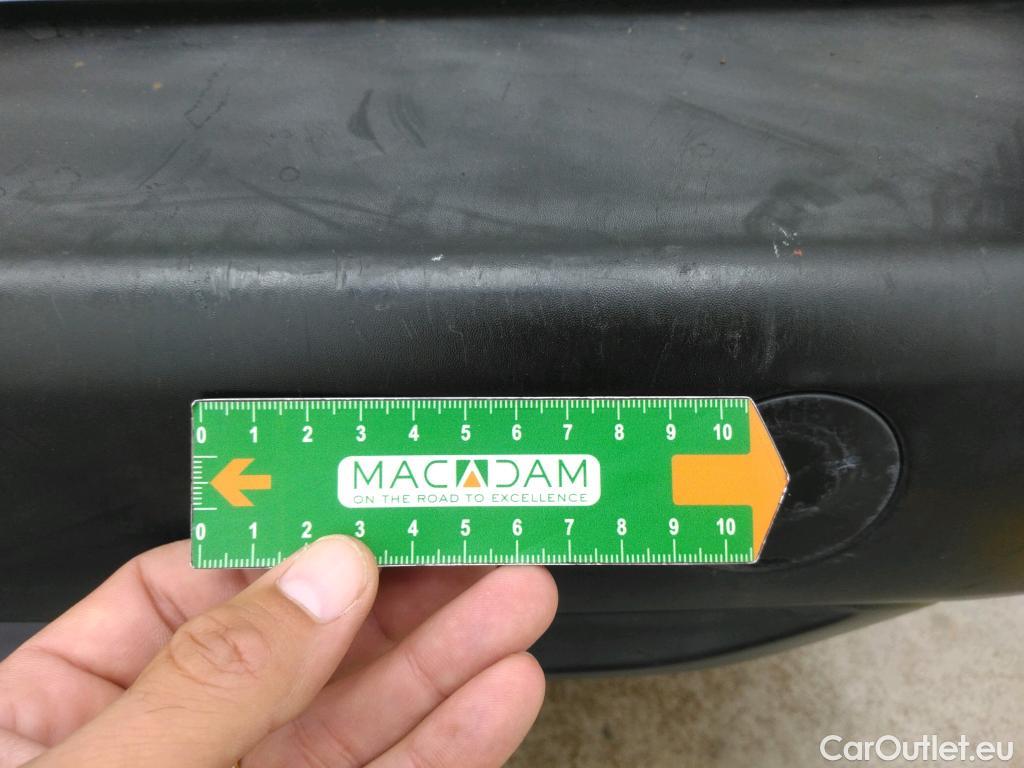 0 1 2 3 4 5 6 7 8 9 10
MACADAM
ON THE ROAD TO EXCELLENCE
0 1 2 3 4 5 6 7 8 9 10
CarOutlet.eu